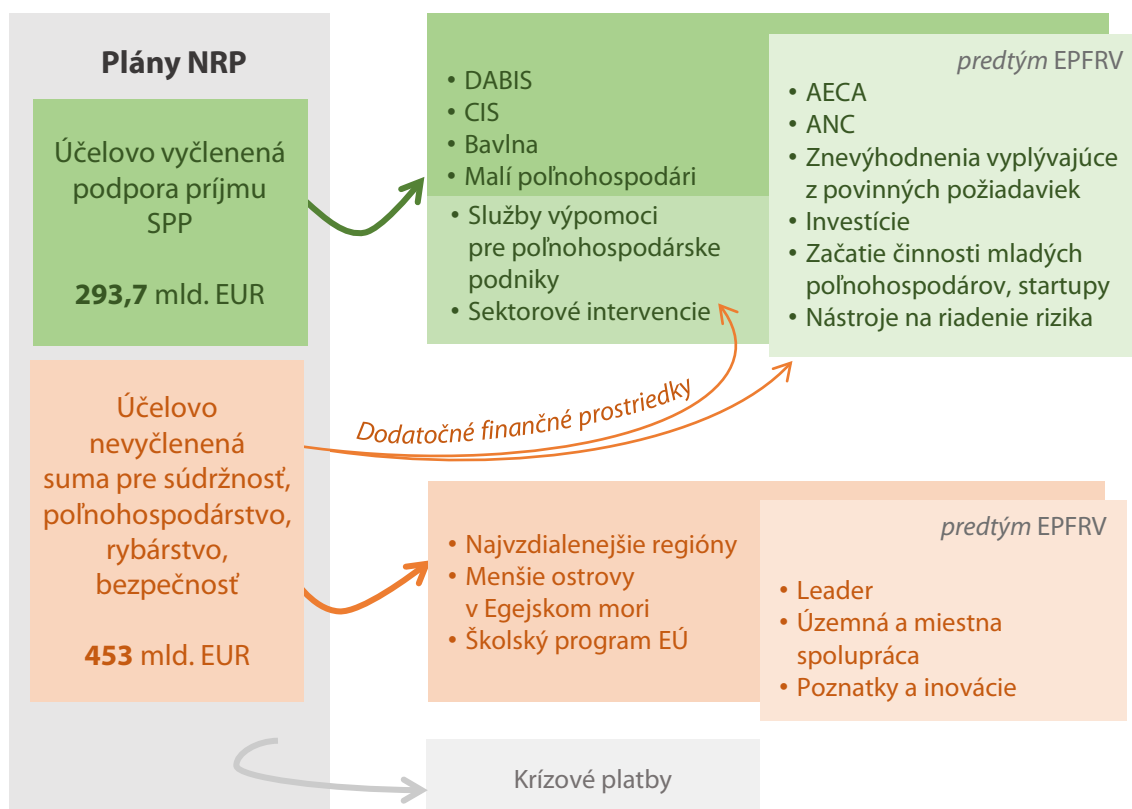 Plány NRP
Účelovo vyčlenená
podpora príjmu
SPP
293,7 mld. EUR
• DABIS
• CIS
• Bavlna
• Malí poľnohospodári
• Služby výpomoci
pre poľnohospodárske
podniky
• Sektorové intervencie
predtým EPFRV
• AECA
• ANC
• Znevýhodnenia vyplývajúce
z povinných požiadaviek
• Investície
• Začatie činnosti mladých
poľnohospodárov, startupy
• Nástroje na riadenie rizika
Dodatočné finančné prostriedky
Účelovo
nevyčlenená
suma pre súdržnosť,
poľnohospodárstvo,
rybárstvo,
bezpečnosť
453 mld. EUR
• Najvzdialenejšie regióny
• Menšie ostrovy
v Egejskom mori
• Školský program EÚ
predtým EPFRV
• Leader
• Územná a miestna
spolupráca
• Poznatky a inovácie
Krízové platby